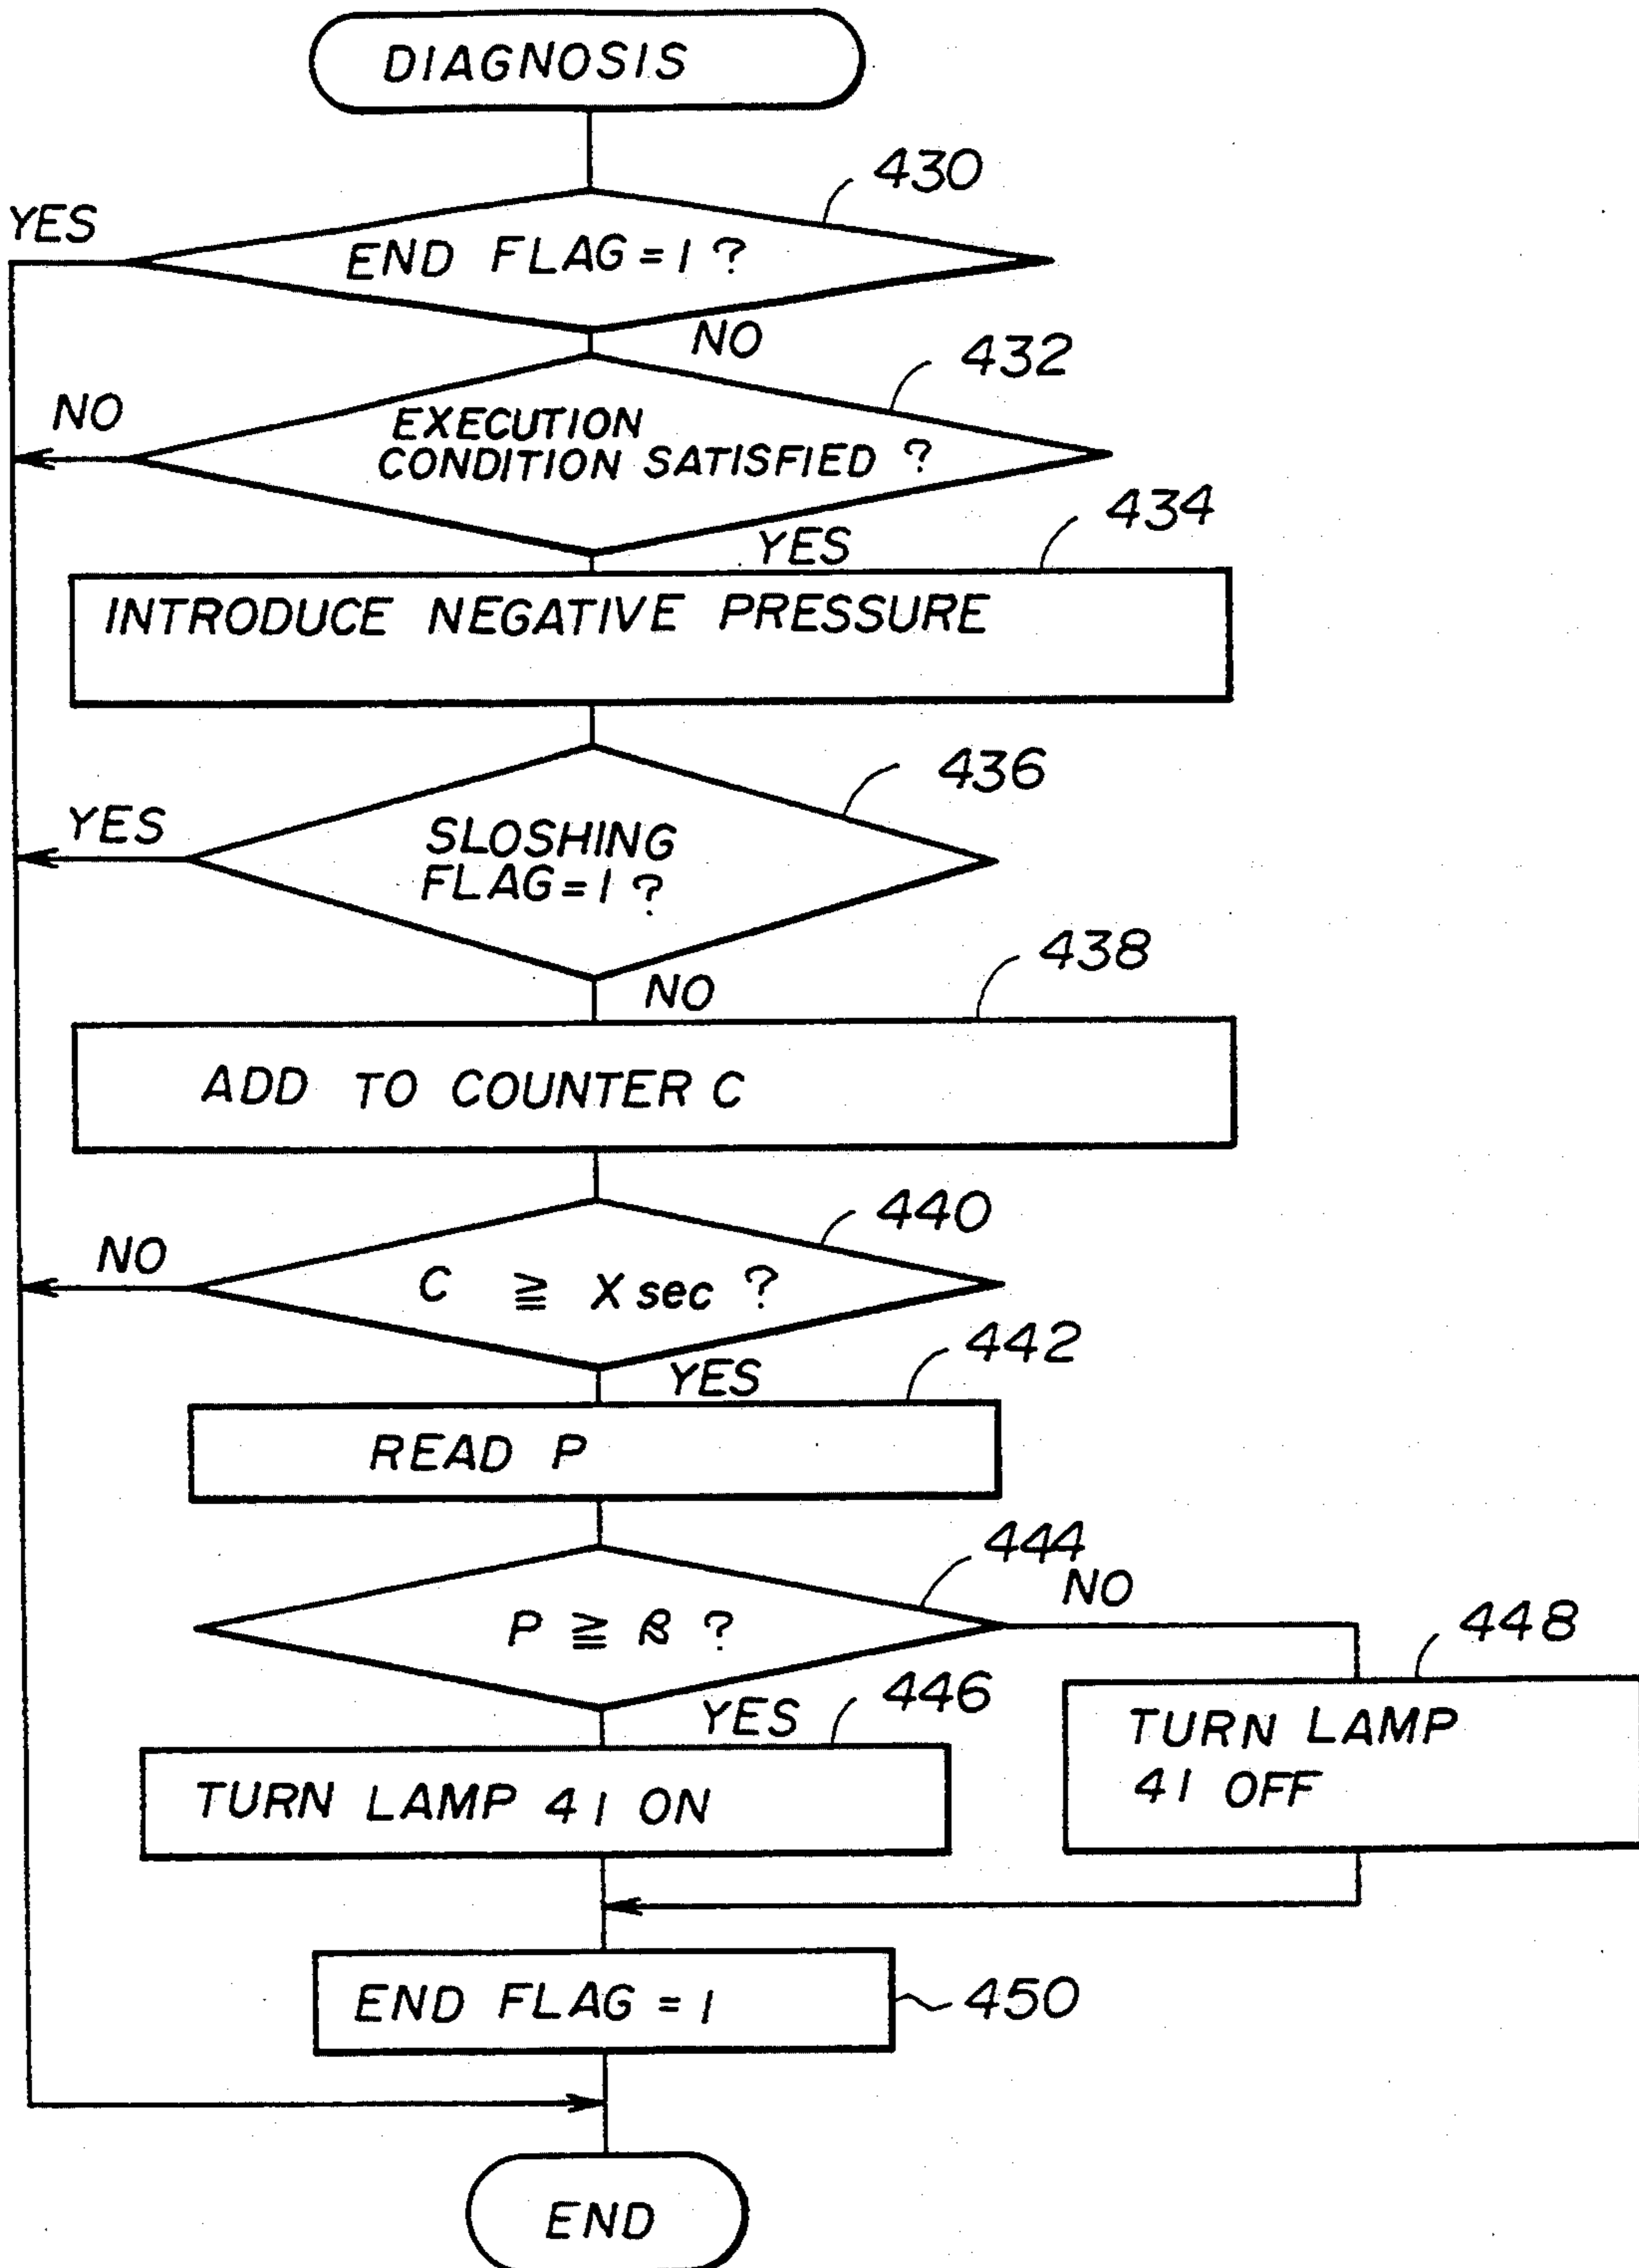 DIAGNOSIS
430
YES
END FLAG = 1 ?
NO
432
NO
EXECUTION
CONDITION SATISFIED ?
434
YES
INTRODUCE NEGATIVE PRESSURE
436
YES
SLOSHING
FLAG = 1 ?
438
NO
ADD TO COUNTER C
440
NO
C ≧ X sec ?
442
YES
READ P
444
NO
P ≧ β ?
448
446
YES
TURN LAMP
41 OFF
TURN LAMP 41 ON
END FLAG = 1
450
END